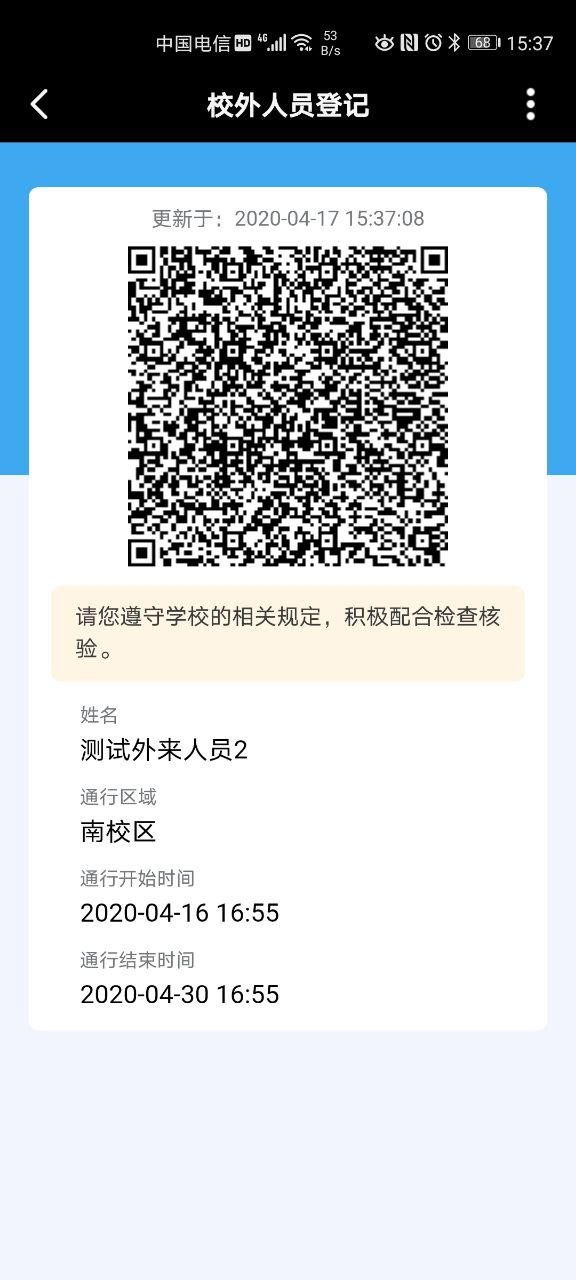 中国电信 HD 4G 53 B/s 68 15:37
校外人员登记
更新于：2020-04-17 15:37:08
请您遵守学校的相关规定，积极配合检查核
验。
姓名
测试外来人员2
通行区域
南校区
通行开始时间
2020-04-16 16:55
通行结束时间
2020-04-30 16:55